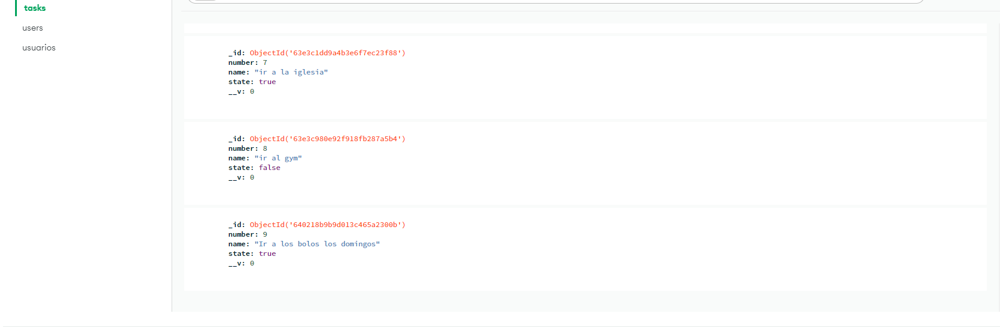 tasks
users
usuarios
_id: ObjectId('63e3c1dd9a4b3e6f7ec23f88')
number: 7
name: "ir a la iglesia"
state: true
__v: 0
_id: ObjectId('63e3c980e92f918fb287a5b4')
number: 8
name: "ir al gym"
state: false
__v: 0
_id: ObjectId('640218b9b9d013c465a2300b')
number: 9
name: "Ir a los bolos los domingos"
state: true
__v: 0